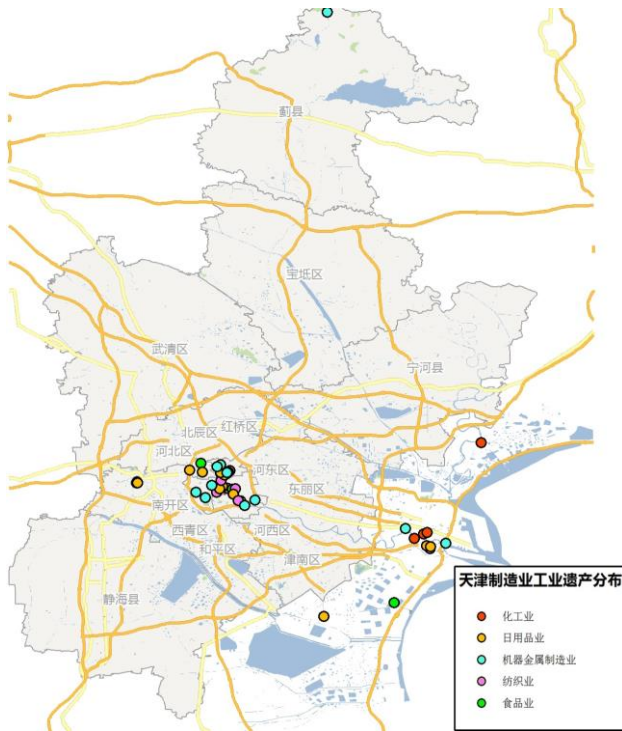 蓟县
宝坻区
武清区
宁河县
北辰区
红桥区
河北区
河东区
东丽区
南开区
西青区
河西区
和平区
津南区
静海县
天津制造业工业遗产分布
化工业
日用品业
机器金属制造业
纺织业
食品业